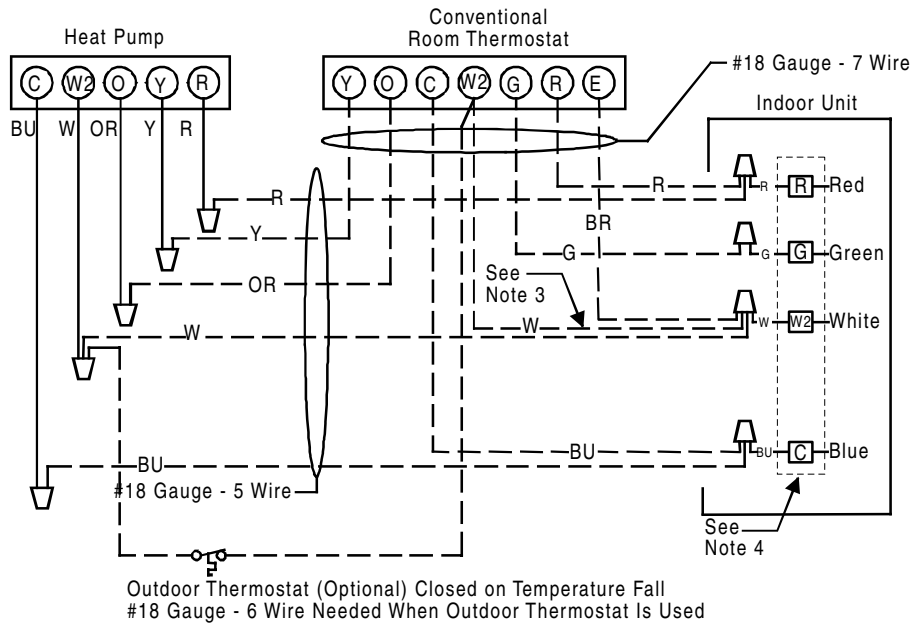 Heat Pump
Conventional
Room Thermostat
C W2 O Y R
Y O C W2 G R E
#18 Gauge - 7 Wire
Indoor Unit
BU W OR Y R
R
R
R
R
Red
Y
BR
G
G
G
Green
OR
See
Note 3
W
W
W
W2
White
BU
BU
BU
C
Blue
#18 Gauge - 5 Wire
See
Note 4
Outdoor Thermostat (Optional) Closed on Temperature Fall
#18 Gauge - 6 Wire Needed When Outdoor Thermostat Is Used